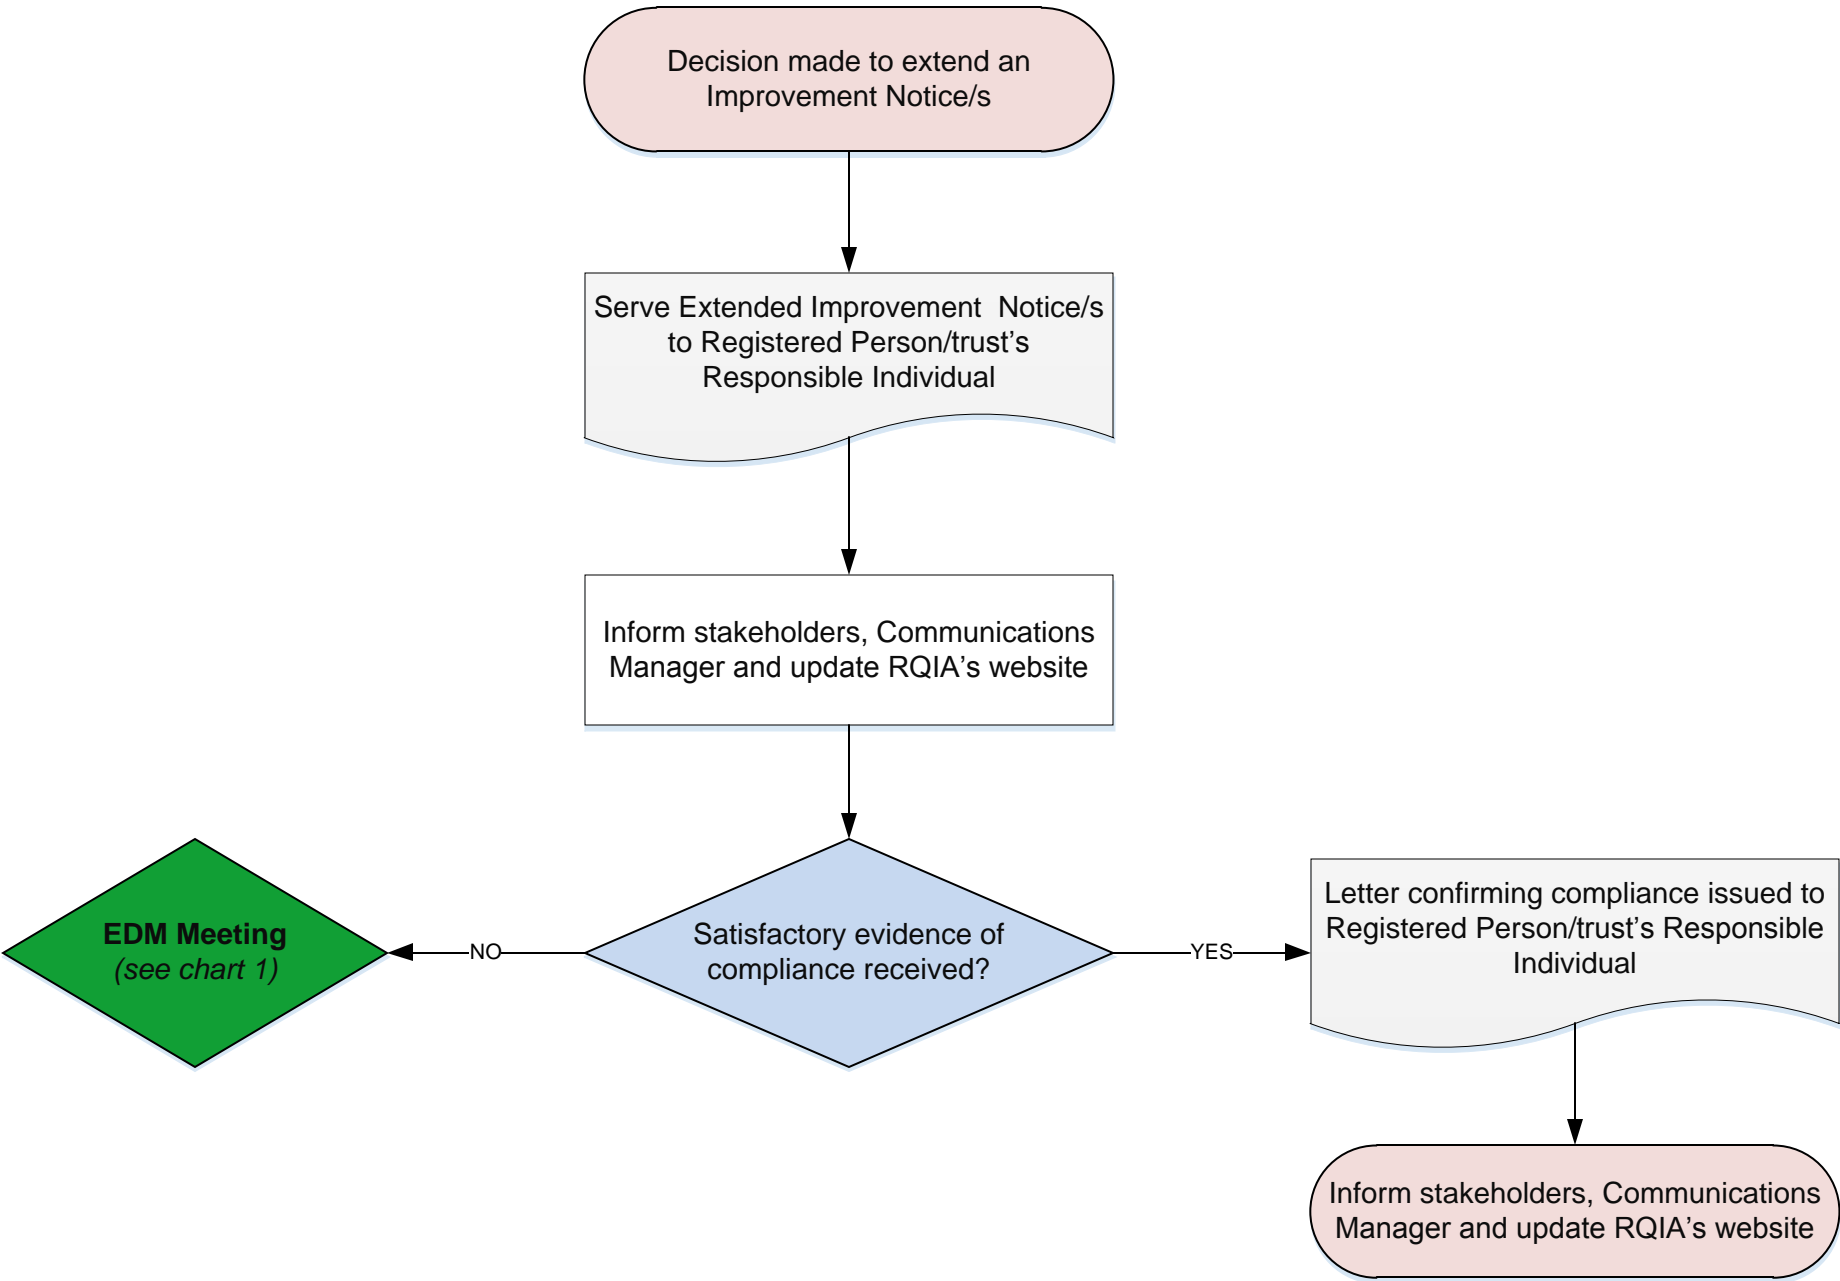 Decision made to extend an
Improvement Notice/s
Serve Extended Improvement  Notice/s
to Registered Person/trust’s
Responsible Individual
Inform stakeholders, Communications
Manager and update RQIA’s website
EDM Meeting
(see chart 1)
NO
Satisfactory evidence of
compliance received?
YES
Letter confirming compliance issued to
Registered Person/trust’s Responsible
Individual
Inform stakeholders, Communications
Manager and update RQIA’s website